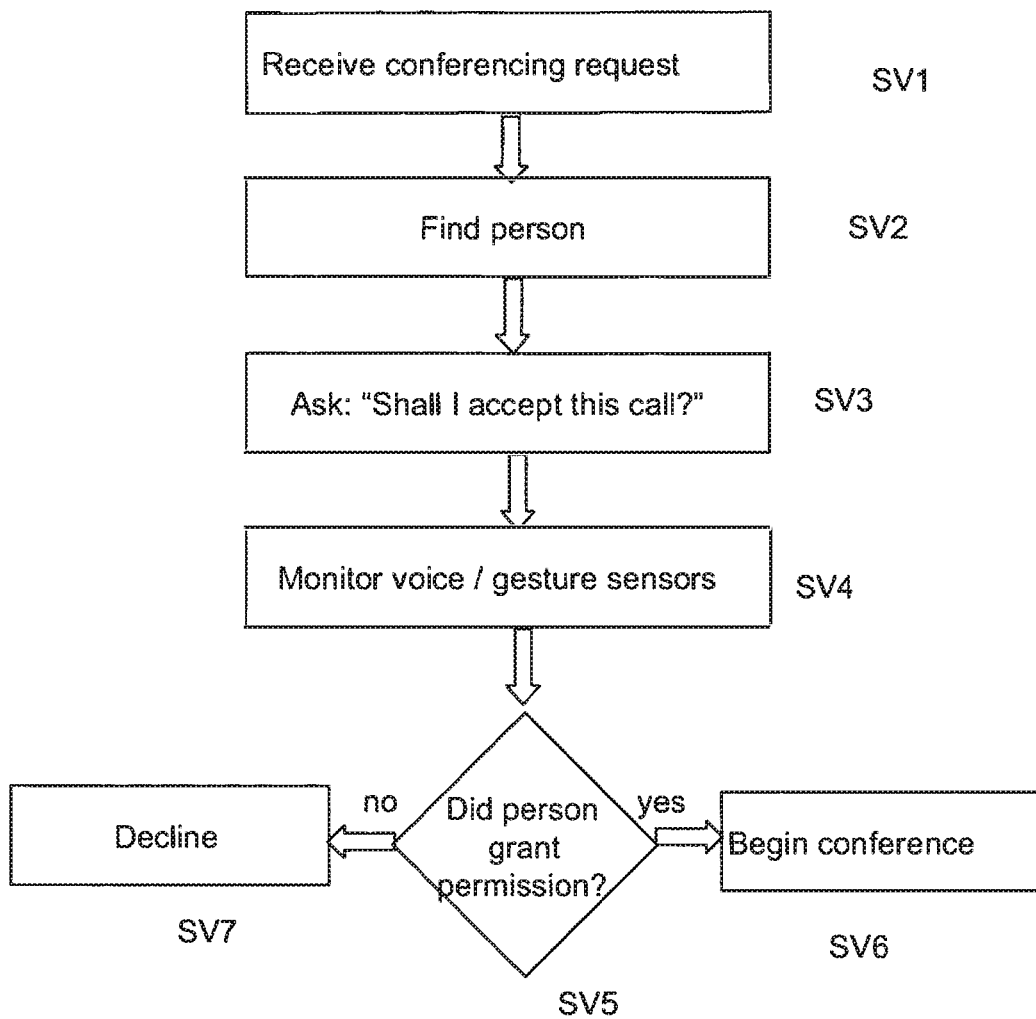 Receive conferencing request
SV1
Find person
SV2
Ask: “Shall I accept this call?”
SV3
Monitor voice / gesture sensors
SV4
no
yes
Decline
Did person
grant
permission?
Begin conference
SV7
SV6
SV5